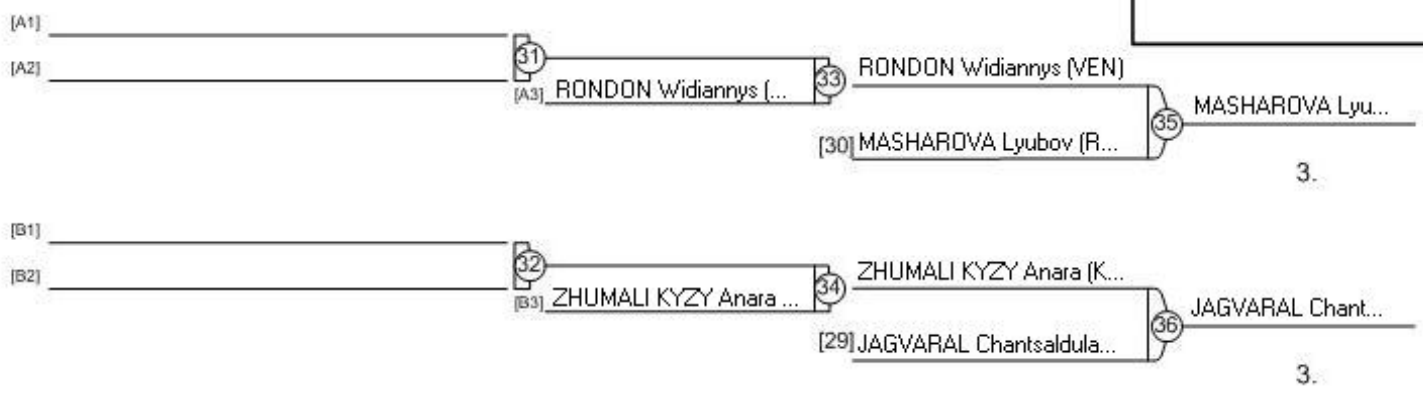 [A1]
31
RONDON Widiannys (VEN)
[A2]
[A3] RONDON Widiannys (...
33
MASHAROVA Lyu...
35
[30] MASHAROVA Lyubov (R...
3.
[B1]
32
ZHUMALI KYZY Anara (K...
[B2]
[B3] ZHUMALI KYZY Anara ...
34
JAGVARAL Chant...
36
[29] JAGVARAL Chantsaldula...
3.